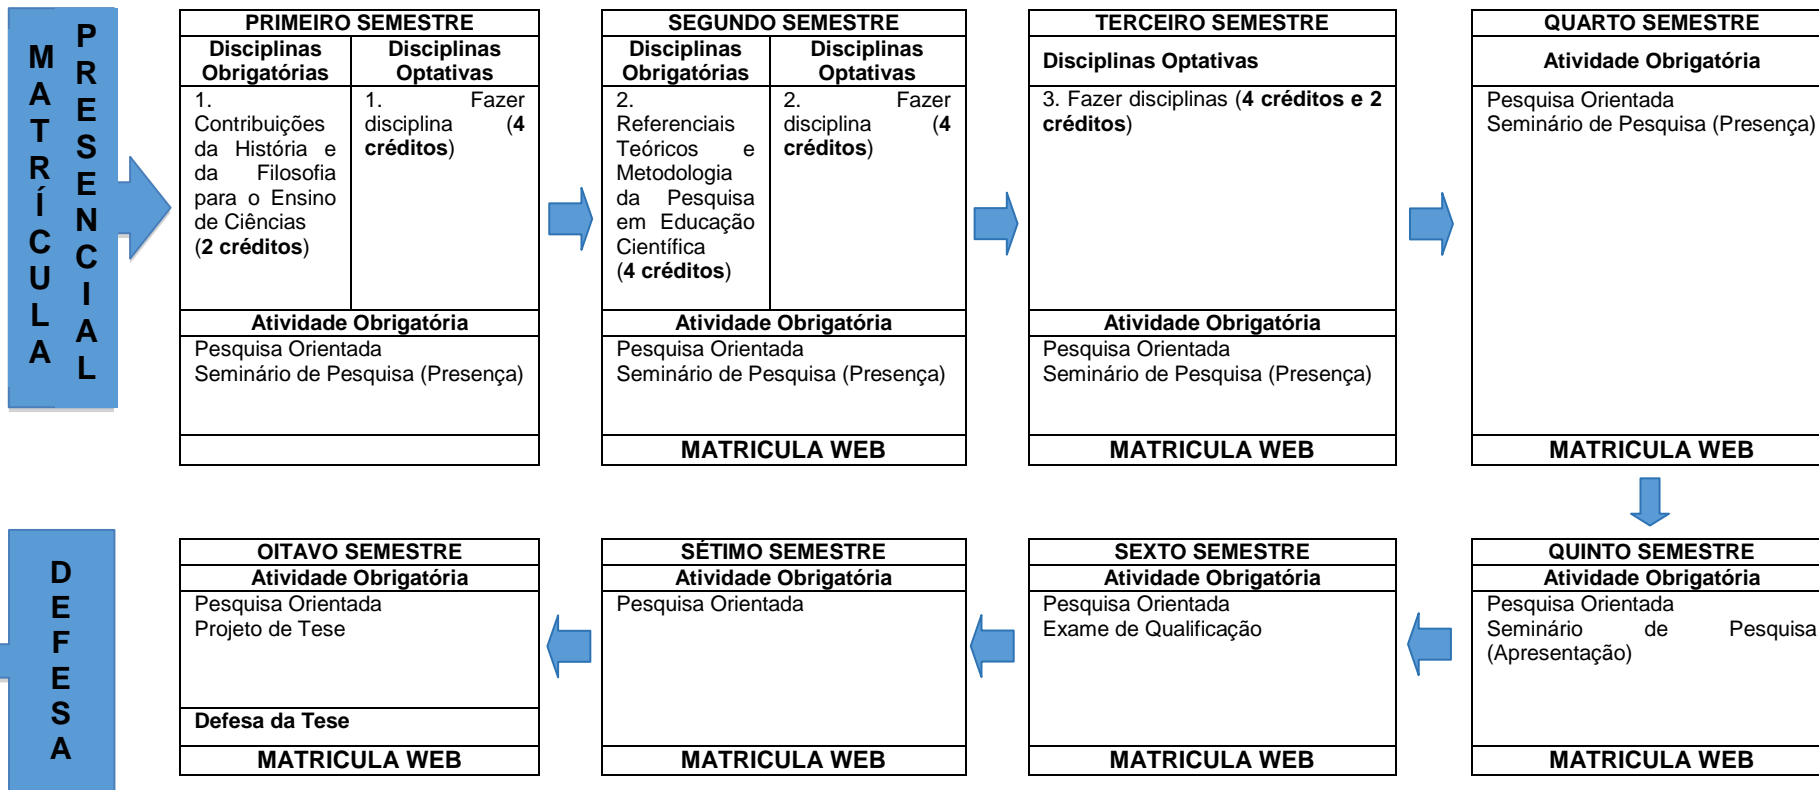 MATRÍCULA
PRESENCIAL
PRIMEIRO SEMESTRE
Disciplinas
Obrigatórias
Disciplinas
Optativas
1.
Contribuições
da História e
da Filosofia
para o Ensino
de Ciências
(2 créditos)
1. Fazer
disciplina (4
créditos)
Atividade Obrigatória
Pesquisa Orientada
Seminário de Pesquisa (Presença)
SEGUNDO SEMESTRE
Disciplinas
Obrigatórias
Disciplinas
Optativas
2.
Referenciais
Teóricos e
Metodologia
da Pesquisa
em Educação
Científica
(4 créditos)
2. Fazer
disciplina (4
créditos)
Atividade Obrigatória
Pesquisa Orientada
Seminário de Pesquisa (Presença)
MATRICULA WEB
TERCEIRO SEMESTRE
Disciplinas Optativas
3. Fazer disciplinas (4 créditos e 2
créditos)
Atividade Obrigatória
Pesquisa Orientada
Seminário de Pesquisa (Presença)
MATRICULA WEB
QUARTO SEMESTRE
Atividade Obrigatória
Pesquisa Orientada
Seminário de Pesquisa (Presença)
MATRICULA WEB
QUINTO SEMESTRE
Atividade Obrigatória
Pesquisa Orientada
Seminário de Pesquisa
(Apresentação)
MATRICULA WEB
SEXTO SEMESTRE
Atividade Obrigatória
Pesquisa Orientada
Exame de Qualificação
MATRICULA WEB
SÉTIMO SEMESTRE
Atividade Obrigatória
Pesquisa Orientada
MATRICULA WEB
OITAVO SEMESTRE
Atividade Obrigatória
Pesquisa Orientada
Projeto de Tese
Defesa da Tese
MATRICULA WEB
DEFESA